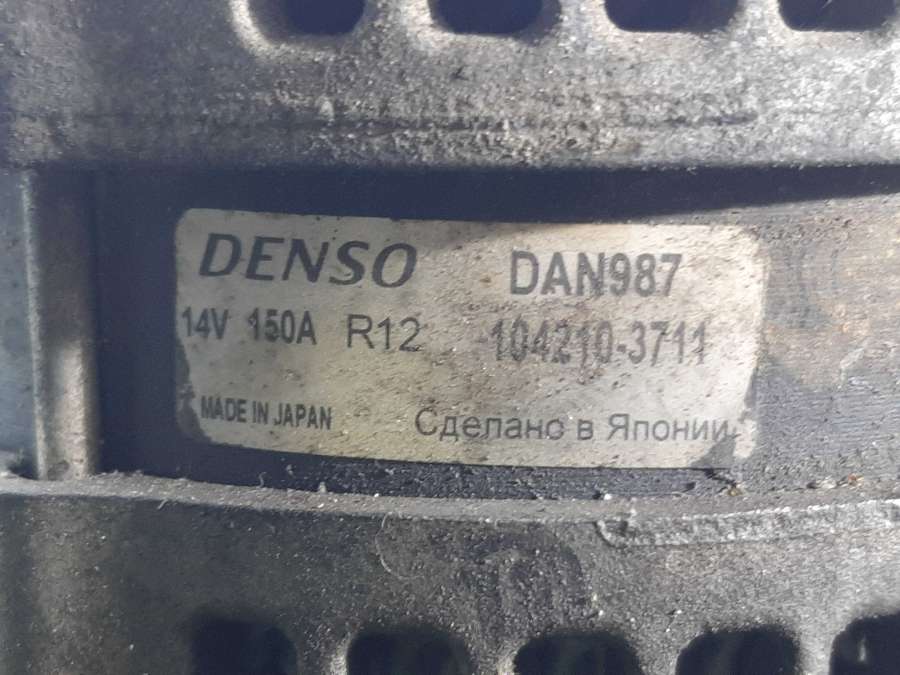 DENSO DAN987
14V 150A R12 104210-3711
MADE IN JAPAN Сделано в Японии